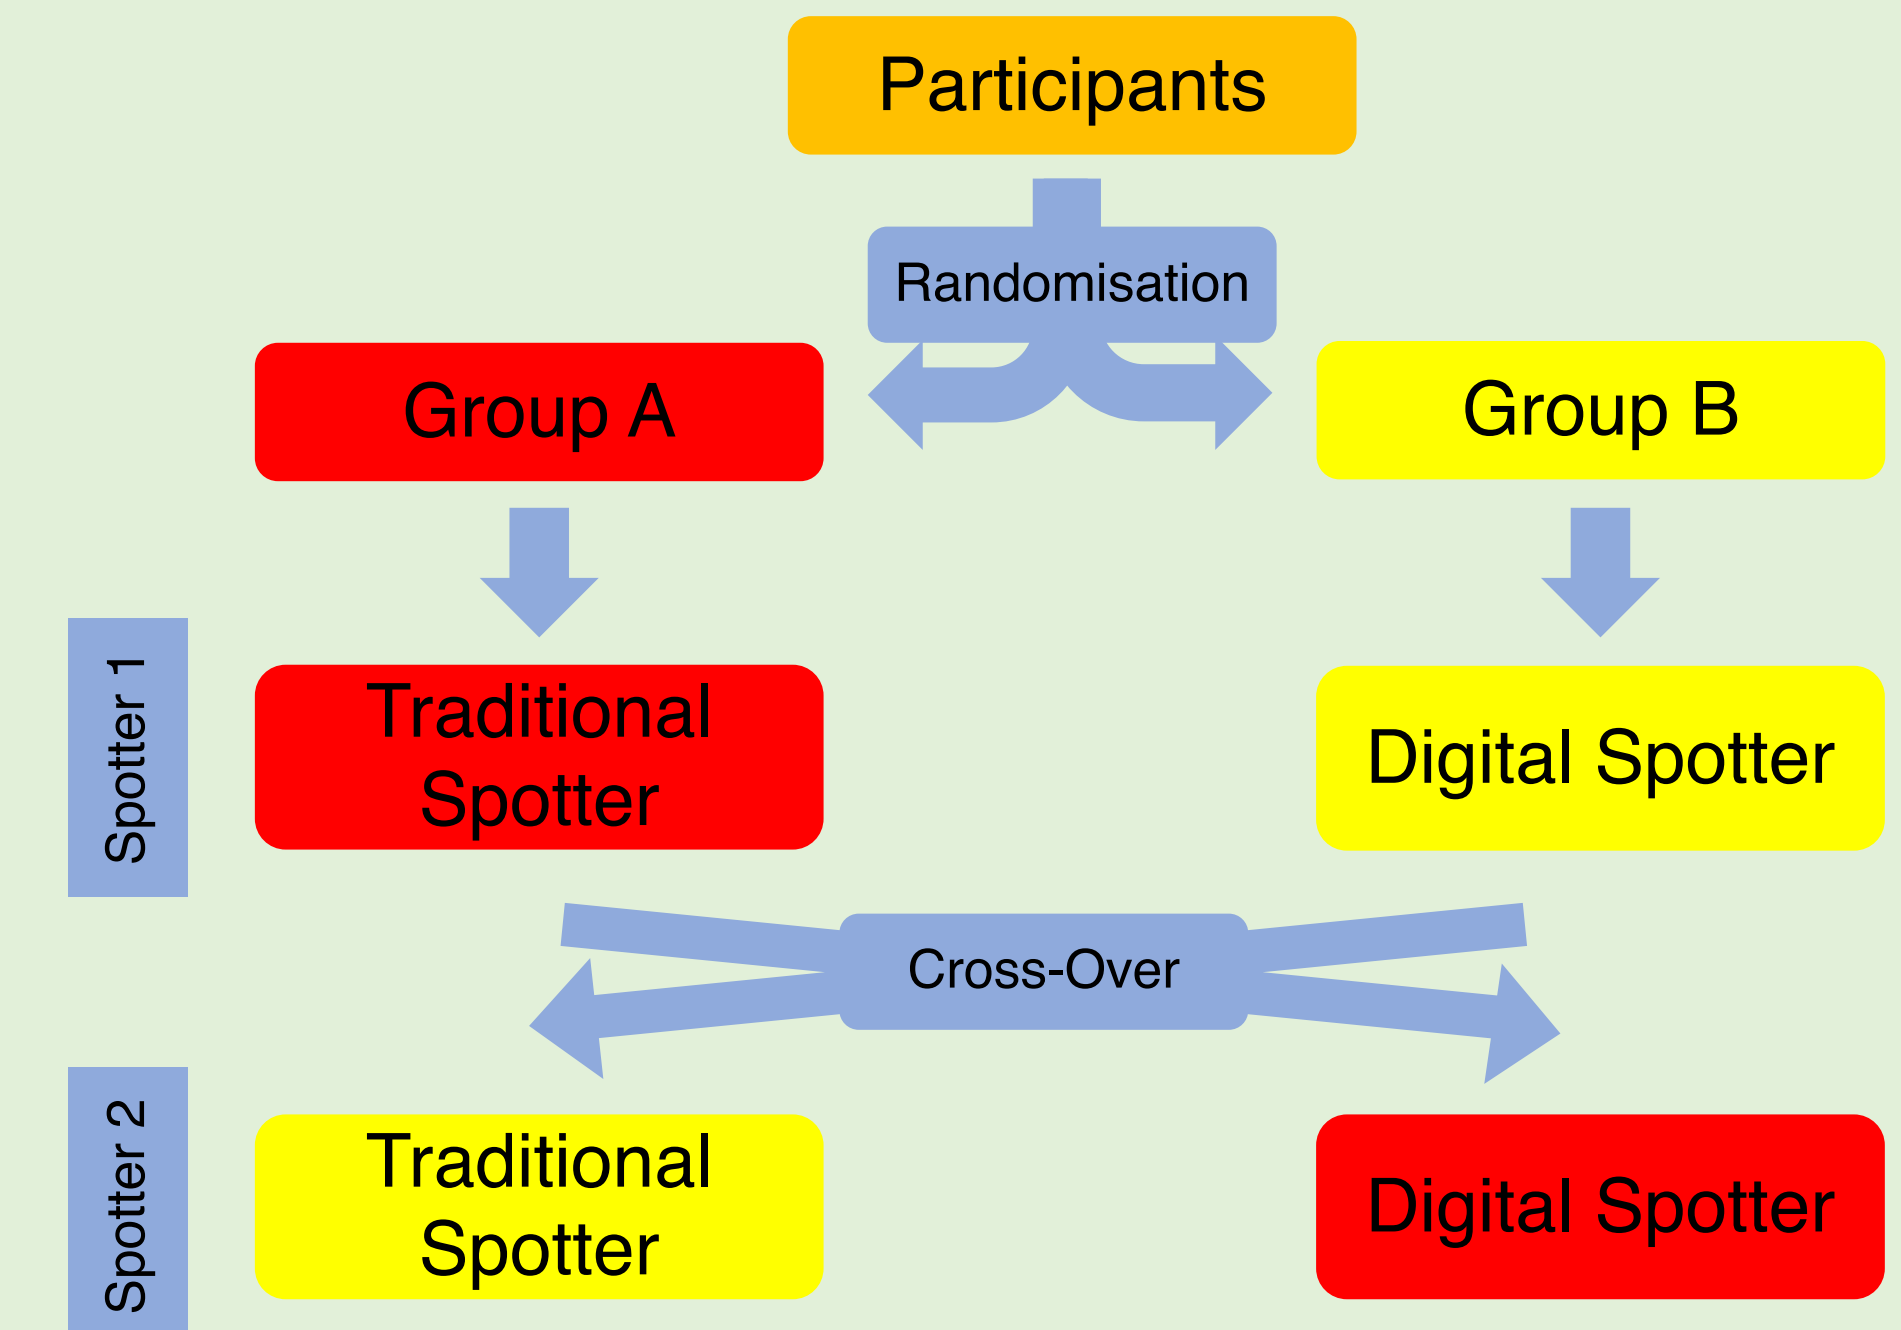 Participants
Randomisation
Group A
Group B
Spotter 1
Traditional
Spotter
Digital Spotter
Cross-Over
Spotter 2
Traditional
Spotter
Digital Spotter